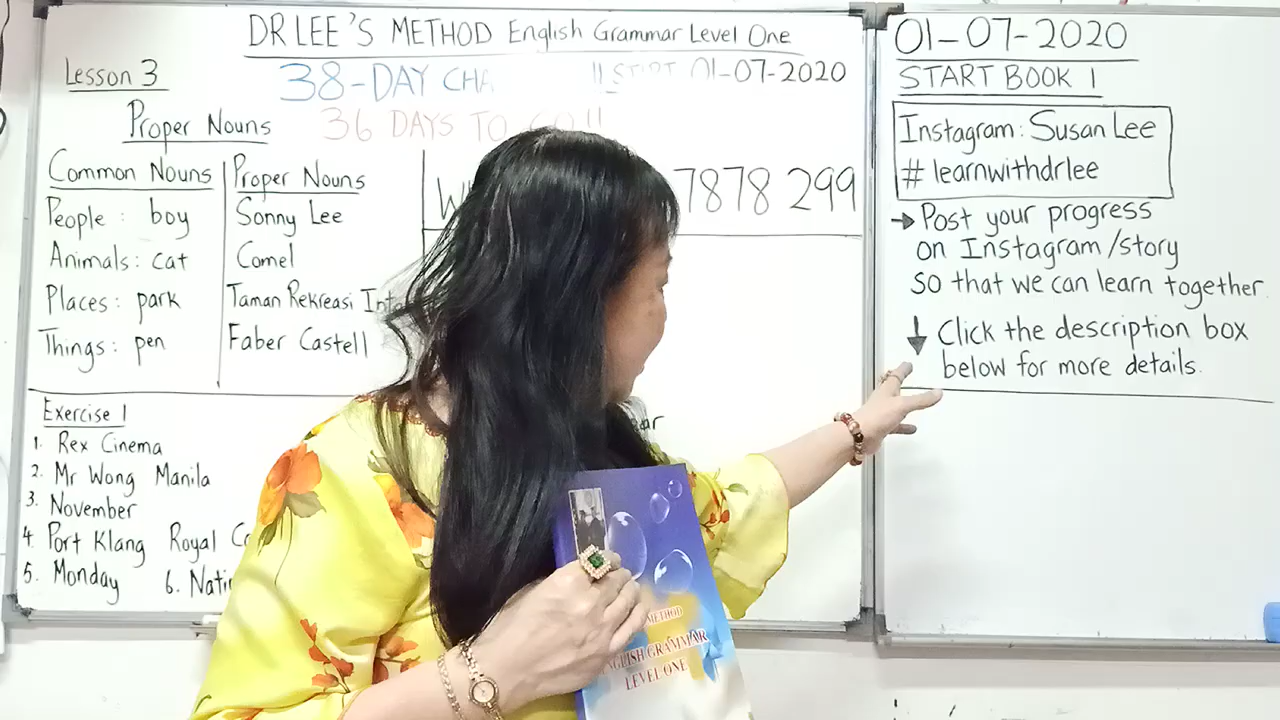 DR LEE'S METHOD English Grammar Level One
Lesson 3
38-DAY CHA !! START 01-07-2020
Proper Nouns
36 DAYS TO GO !!
Common Nouns
People : boy
Animals : cat
Places : park
Things : pen
Proper Nouns
Sonny Lee
Comel
Taman Rekreasi
Faber Castell
7878 299
Exercise 1
1. Rex Cinema
2. Mr Wong Manila
3. November
4. Port Klang Royal
5. Monday 6.
01-07-2020
START BOOK 1
Instagram: Susan Lee
# learnwithdrlee
→ Post your progress
on Instagram/story
so that we can learn together
↓ Click the description box
below for more details.
METHOD
ENGLISH GRAMMAR
LEVEL ONE